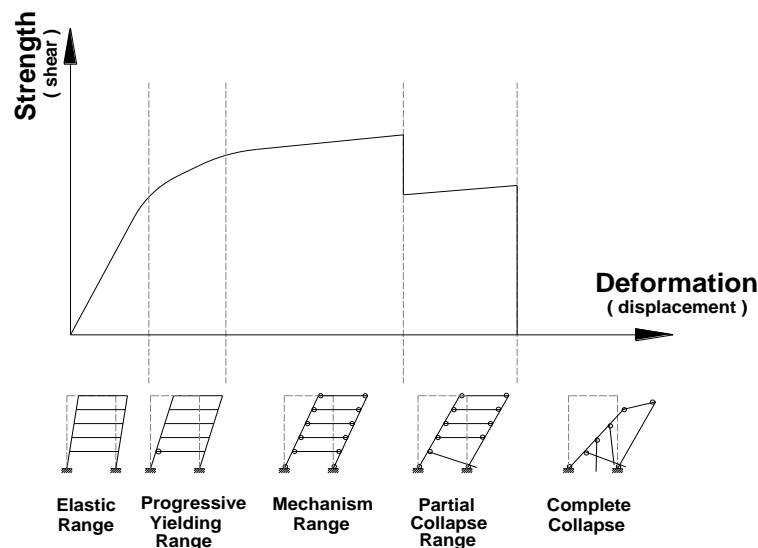 Strength
( shear )
Deformation
( displacement )
Elastic
Range
Progressive
Yielding
Range
Mechanism
Range
Partial
Collapse
Range
Complete
Collapse